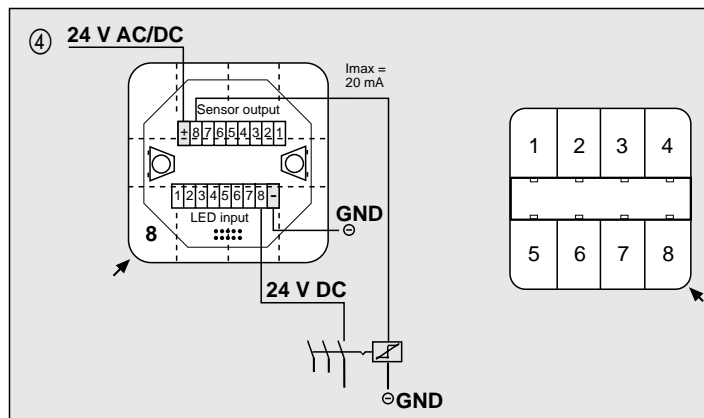 ④ 24 V AC/DC
Imax =
20 mA
Sensor output
+ 8 7 6 5 4 3 2 1
1 2 3 4 5 6 7 8 -
LED input
GND
⊖
8
24 V DC
⊖GND
1 2 3 4
5 6 7 8